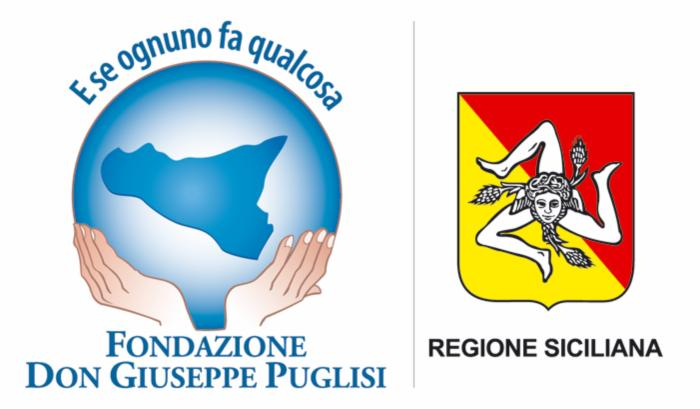 E se ognuno fa qualcosa
FONDAZIONE
DON GIUSEPPE PUGLISI
REGIONE SICILIANA